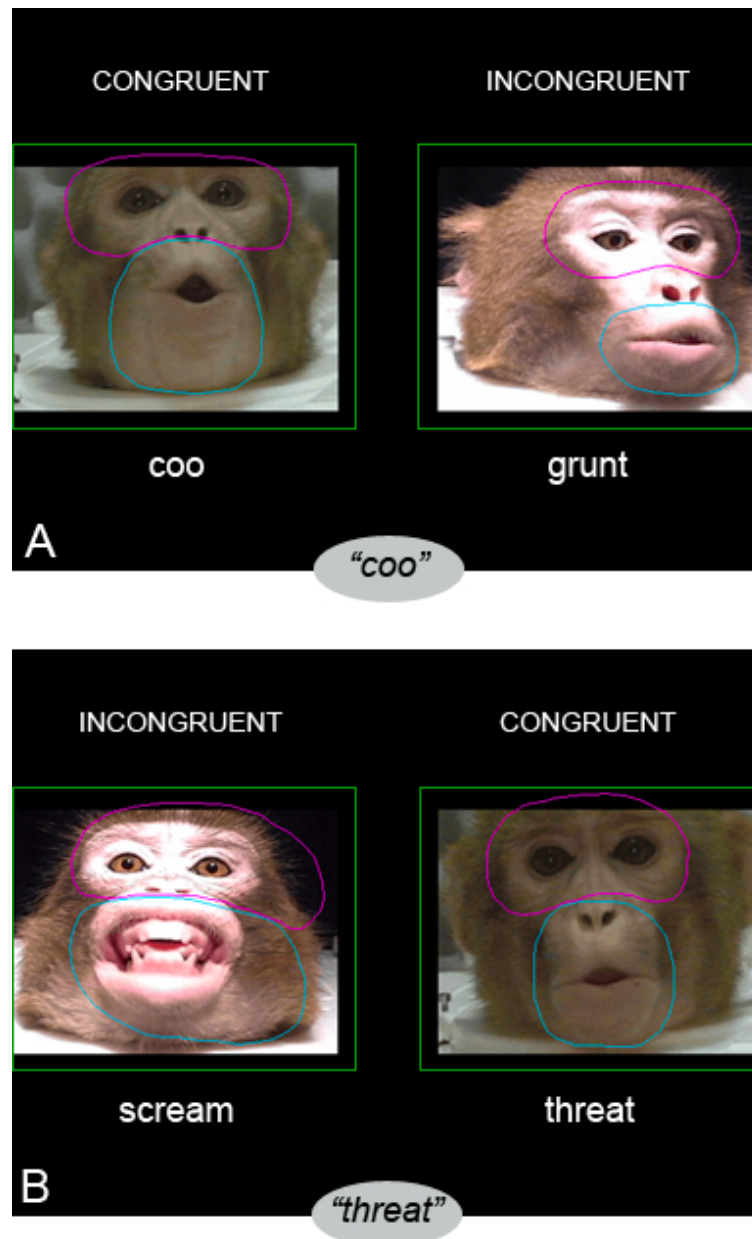 CONGRUENT INCONGRUENT
coo grunt
A
“coo”
INCONGRUENT CONGRUENT
scream threat
B
“threat”